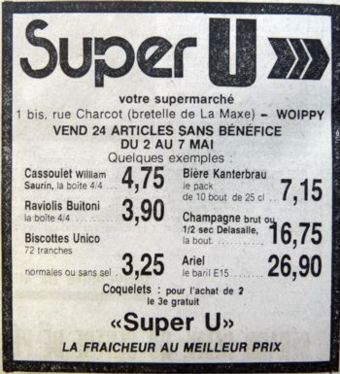 Super U
votre supermarché
1 bis, rue Charcot (bretelle de La Maxe) – WOIPPY
VEND 24 ARTICLES SANS BÉNÉFICE
DU 2 AU 7 MAI
Quelques exemples :
Cassoulet William
Saurin, la boîte 4/4 . 4,75
Raviolis Buitoni
la boîte 4/4 ........ 3,90
Biscottes Unico
72 tranches
normales ou sans sel . 3,25
Bière Kanterbrau
le pack
de 10 bout. de 25 cl .. 7,15
Champagne brut ou
1/2 sec Delasalle,
la bout. ........ 16,75
Ariel
le baril E15 ........ 26,90
Coquelets : pour l'achat de 2
le 3e gratuit
«Super U»
LA FRAICHEUR AU MEILLEUR PRIX